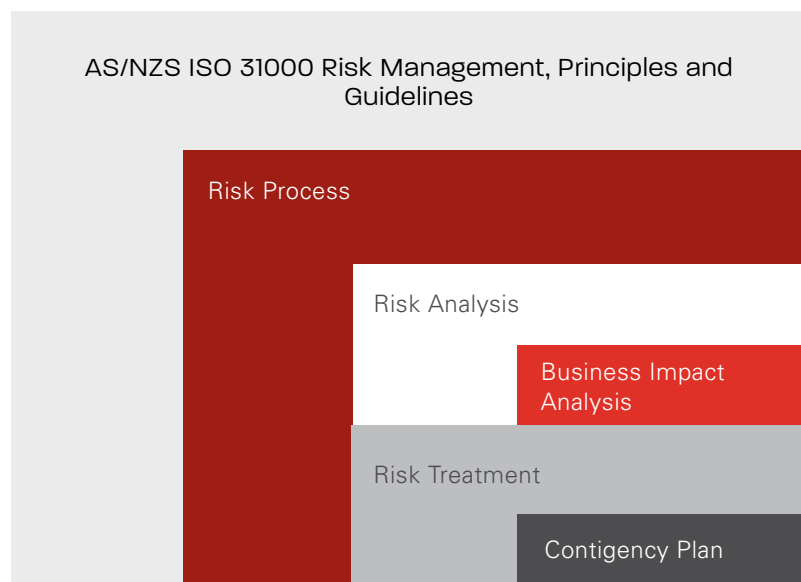 AS/NZS ISO 31000 Risk Management, Principles and
Guidelines
Risk Process
Risk Analysis
Business Impact
Analysis
Risk Treatment
Contigency Plan